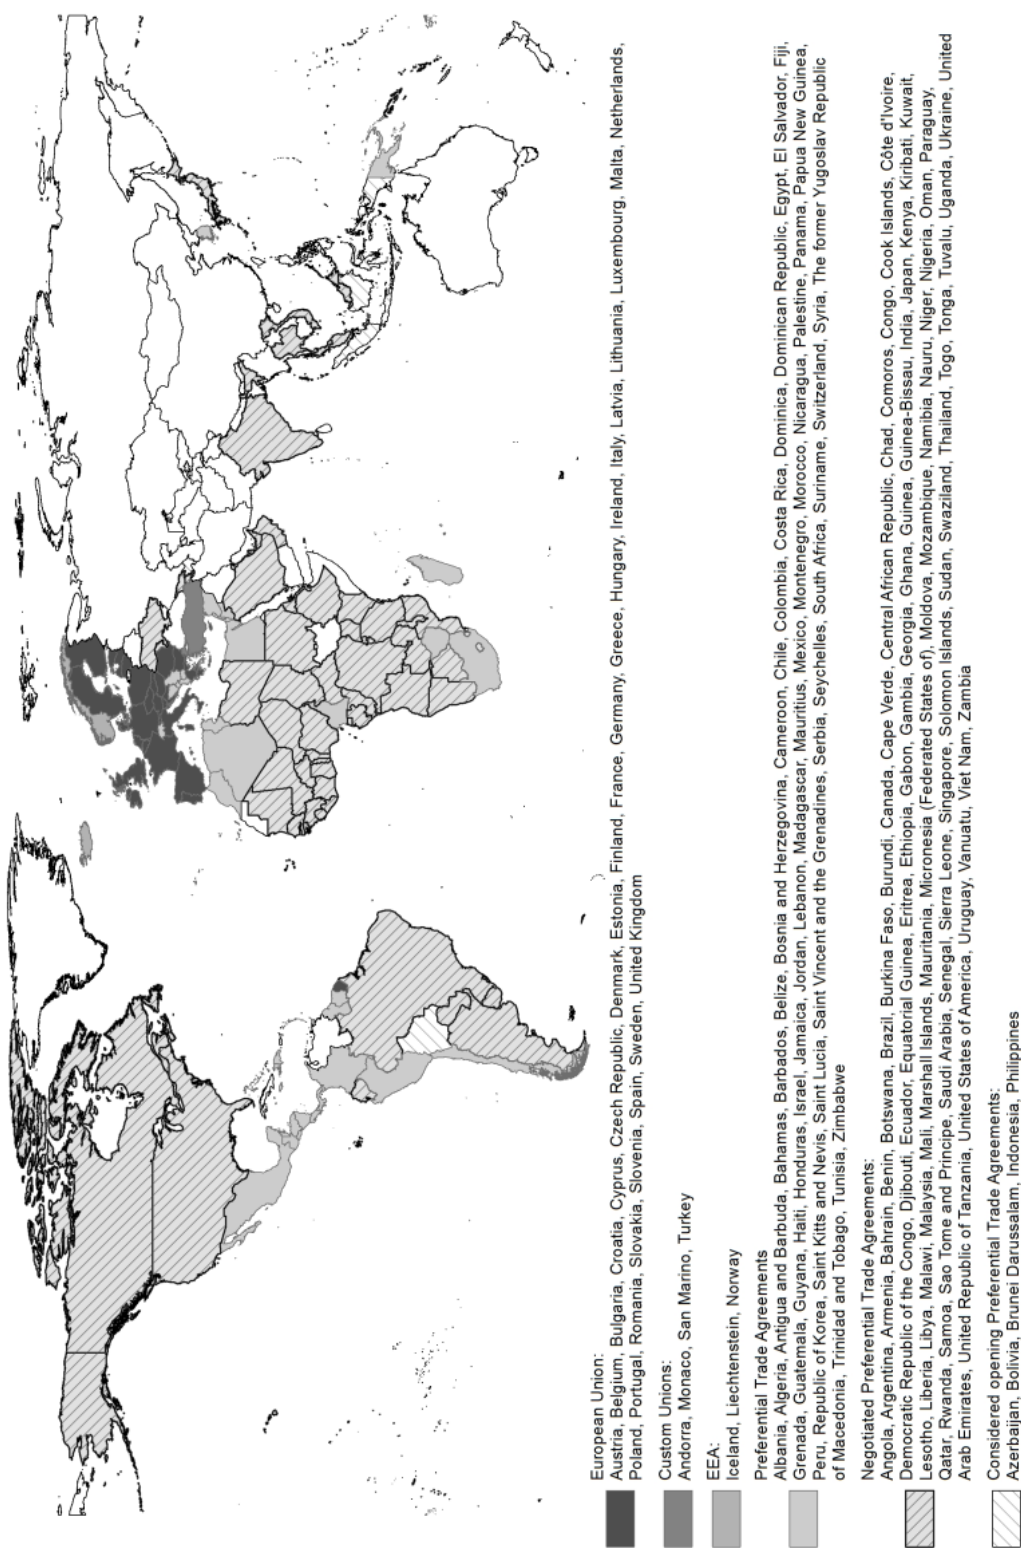 European Union:
Austria, Belgium, Bulgaria, Croatia, Cyprus, Czech Republic, Denmark, Estonia, Finland, France, Germany, Greece, Hungary, Ireland, Italy, Latvia, Lithuania, Luxembourg, Malta, Netherlands,
Poland, Portugal, Romania, Slovakia, Slovenia, Spain, Sweden, United Kingdom
Custom Unions:
Andorra, Monaco, San Marino, Turkey
EEA:
Iceland, Liechtenstein, Norway
Preferential Trade Agreements
Albania, Algeria, Antigua and Barbuda, Bahamas, Barbados, Belize, Bosnia and Herzegovina, Cameroon, Chile, Colombia, Costa Rica, Dominica, Dominican Republic, Egypt, El Salvador, Fiji,
Grenada, Guatemala, Guyana, Haiti, Honduras, Israel, Jamaica, Jordan, Lebanon, Madagascar, Mauritius, Mexico, Montenegro, Morocco, Nicaragua, Palestine, Panama, Papua New Guinea,
Peru, Republic of Korea, Saint Kitts and Nevis, Saint Lucia, Saint Vincent and the Grenadines, Serbia, Seychelles, South Africa, Suriname, Switzerland, Syria, The former Yugoslav Republic
of Macedonia, Trinidad and Tobago, Tunisia, Zimbabwe
Negotiated Preferential Trade Agreements:
Angola, Argentina, Armenia, Bahrain, Benin, Botswana, Brazil, Burkina Faso, Burundi, Canada, Cape Verde, Central African Republic, Chad, Comoros, Congo, Cook Islands, Côte d'Ivoire,
Democratic Republic of the Congo, Djibouti, Ecuador, Equatorial Guinea, Eritrea, Ethiopia, Gabon, Gambia, Georgia, Ghana, Guinea, Guinea-Bissau, India, Japan, Kenya, Kiribati, Kuwait,
Lesotho, Liberia, Libya, Malawi, Malaysia, Mali, Marshall Islands, Mauritania, Micronesia (Federated States of), Moldova, Mozambique, Namibia, Nauru, Niger, Nigeria, Oman, Paraguay,
Qatar, Rwanda, Samoa, Sao Tome and Principe, Saudi Arabia, Senegal, Sierra Leone, Singapore, Solomon Islands, Sudan, Swaziland, Thailand, Togo, Tonga, Tuvalu, Uganda, Ukraine, United
Arab Emirates, United Republic of Tanzania, United States of America, Uruguay, Vanuatu, Viet Nam, Zambia
Considered opening Preferential Trade Agreements:
Azerbaijan, Bolivia, Brunei Darussalam, Indonesia, Philippines